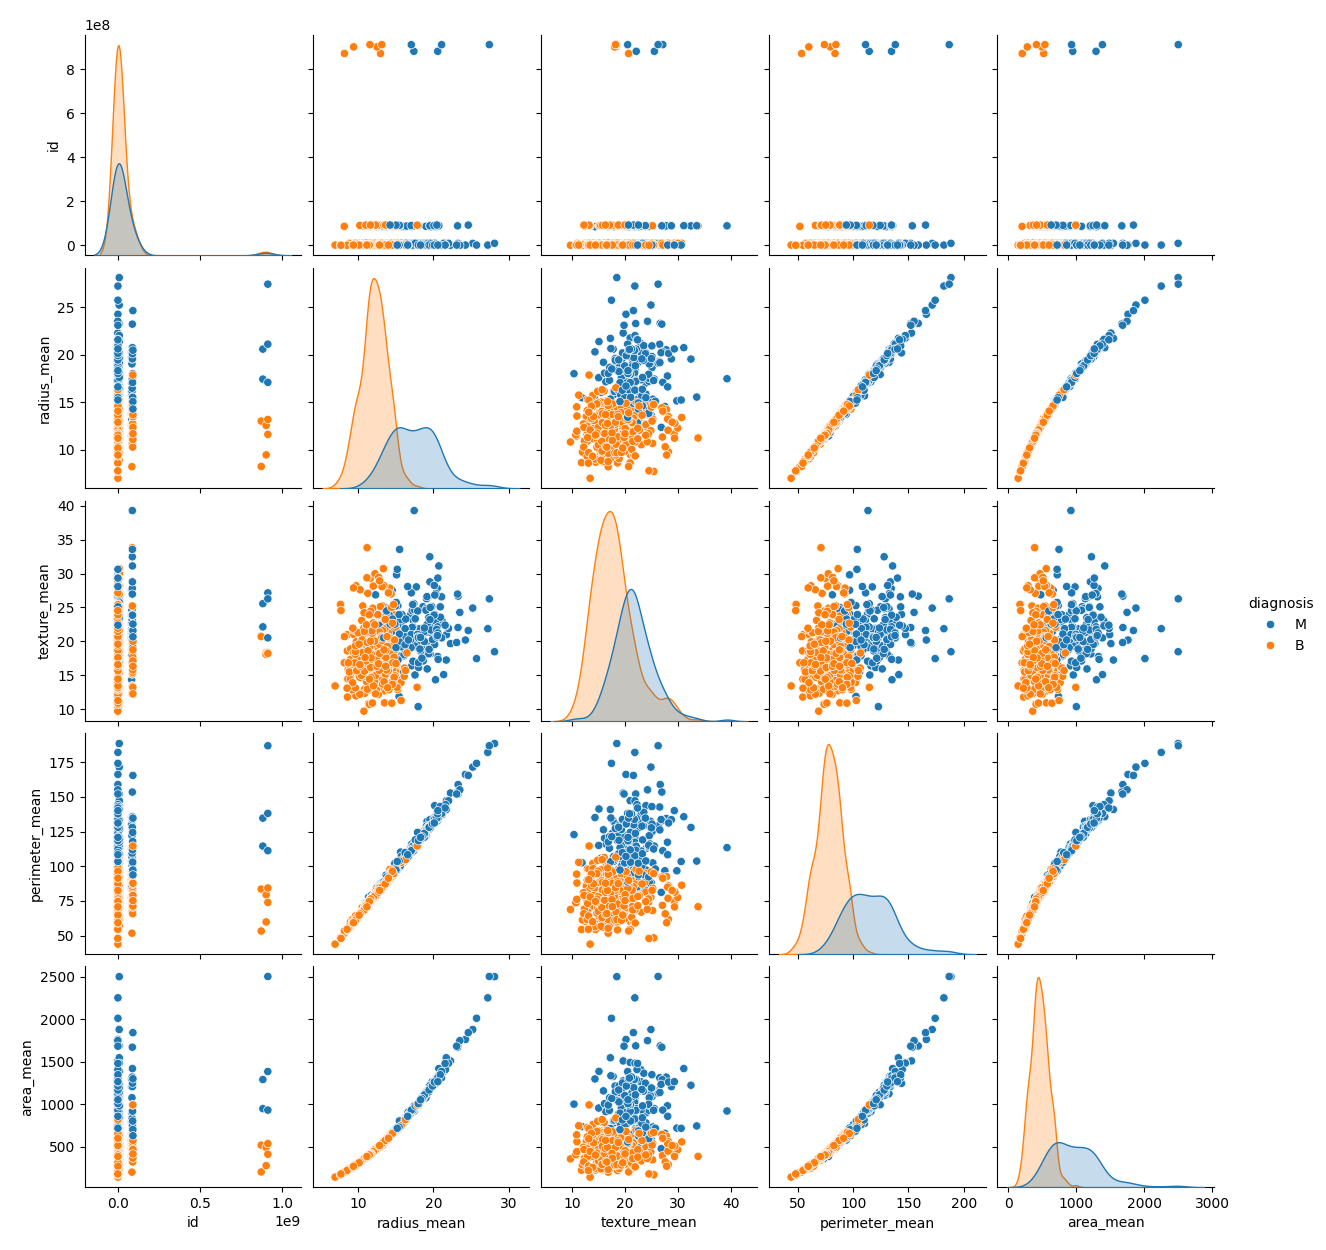 1e8
8
6
4
2
0
id
25
20
15
10
radius_mean
40
35
30
25
20
15
10
texture_mean
diagnosis
M
B
175
150
125
100
75
50
perimeter_mean
2500
2000
1500
1000
500
area_mean
0.0 0.5 1.0 10 20 30 10 20 30 40 50 100 150 200 0 1000 2000 3000
1e9
id radius_mean texture_mean perimeter_mean area_mean